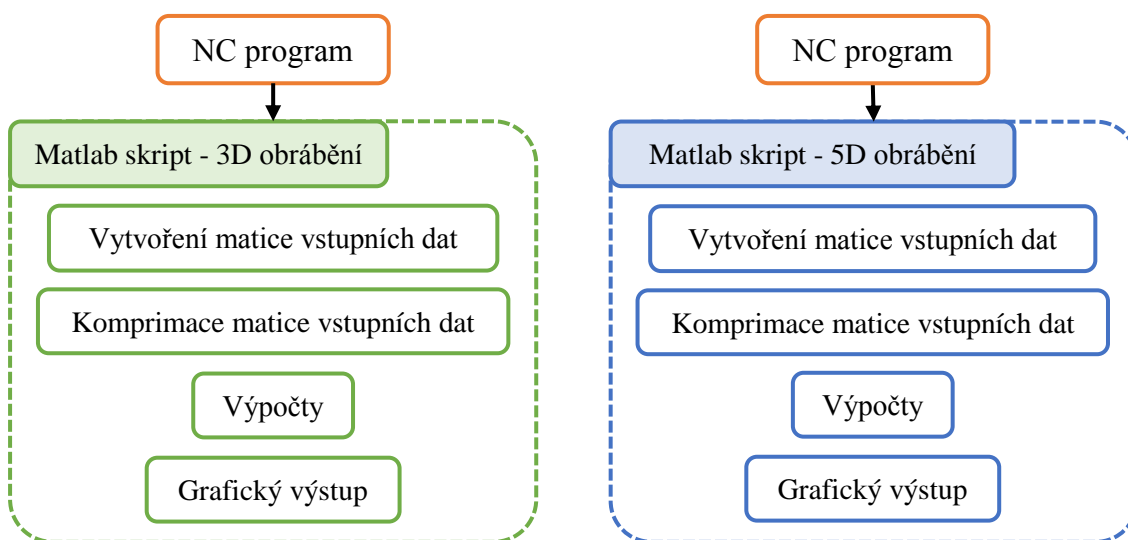 NC program
Matlab skript - 3D obrábění
Vytvoření matice vstupních dat
Komprimace matice vstupních dat
Výpočty
Grafický výstup
NC program
Matlab skript - 5D obrábění
Vytvoření matice vstupních dat
Komprimace matice vstupních dat
Výpočty
Grafický výstup